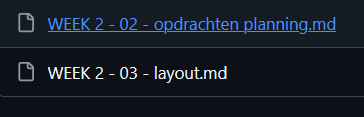 WEEK 2 - 02 - opdrachten planning.md
WEEK 2 - 03 - layout.md